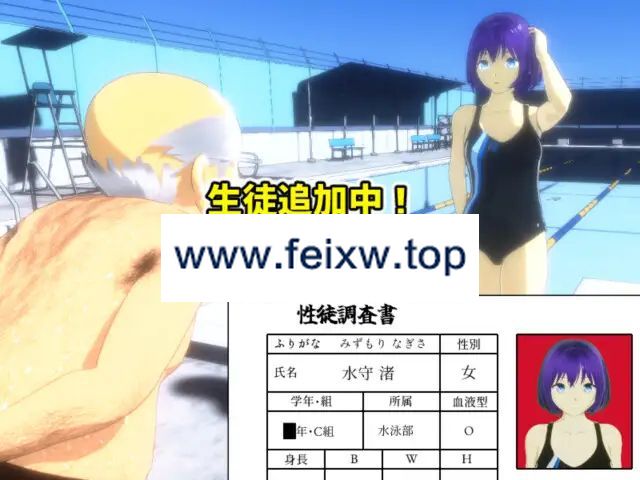 生徒追加中！
www.feixw.top
性徒調査書
ふりがな みずもり なぎさ 性別
氏名 水守 渚 女
学年・組 所属 血液型
年・C組 水泳部 O
身長 B W H